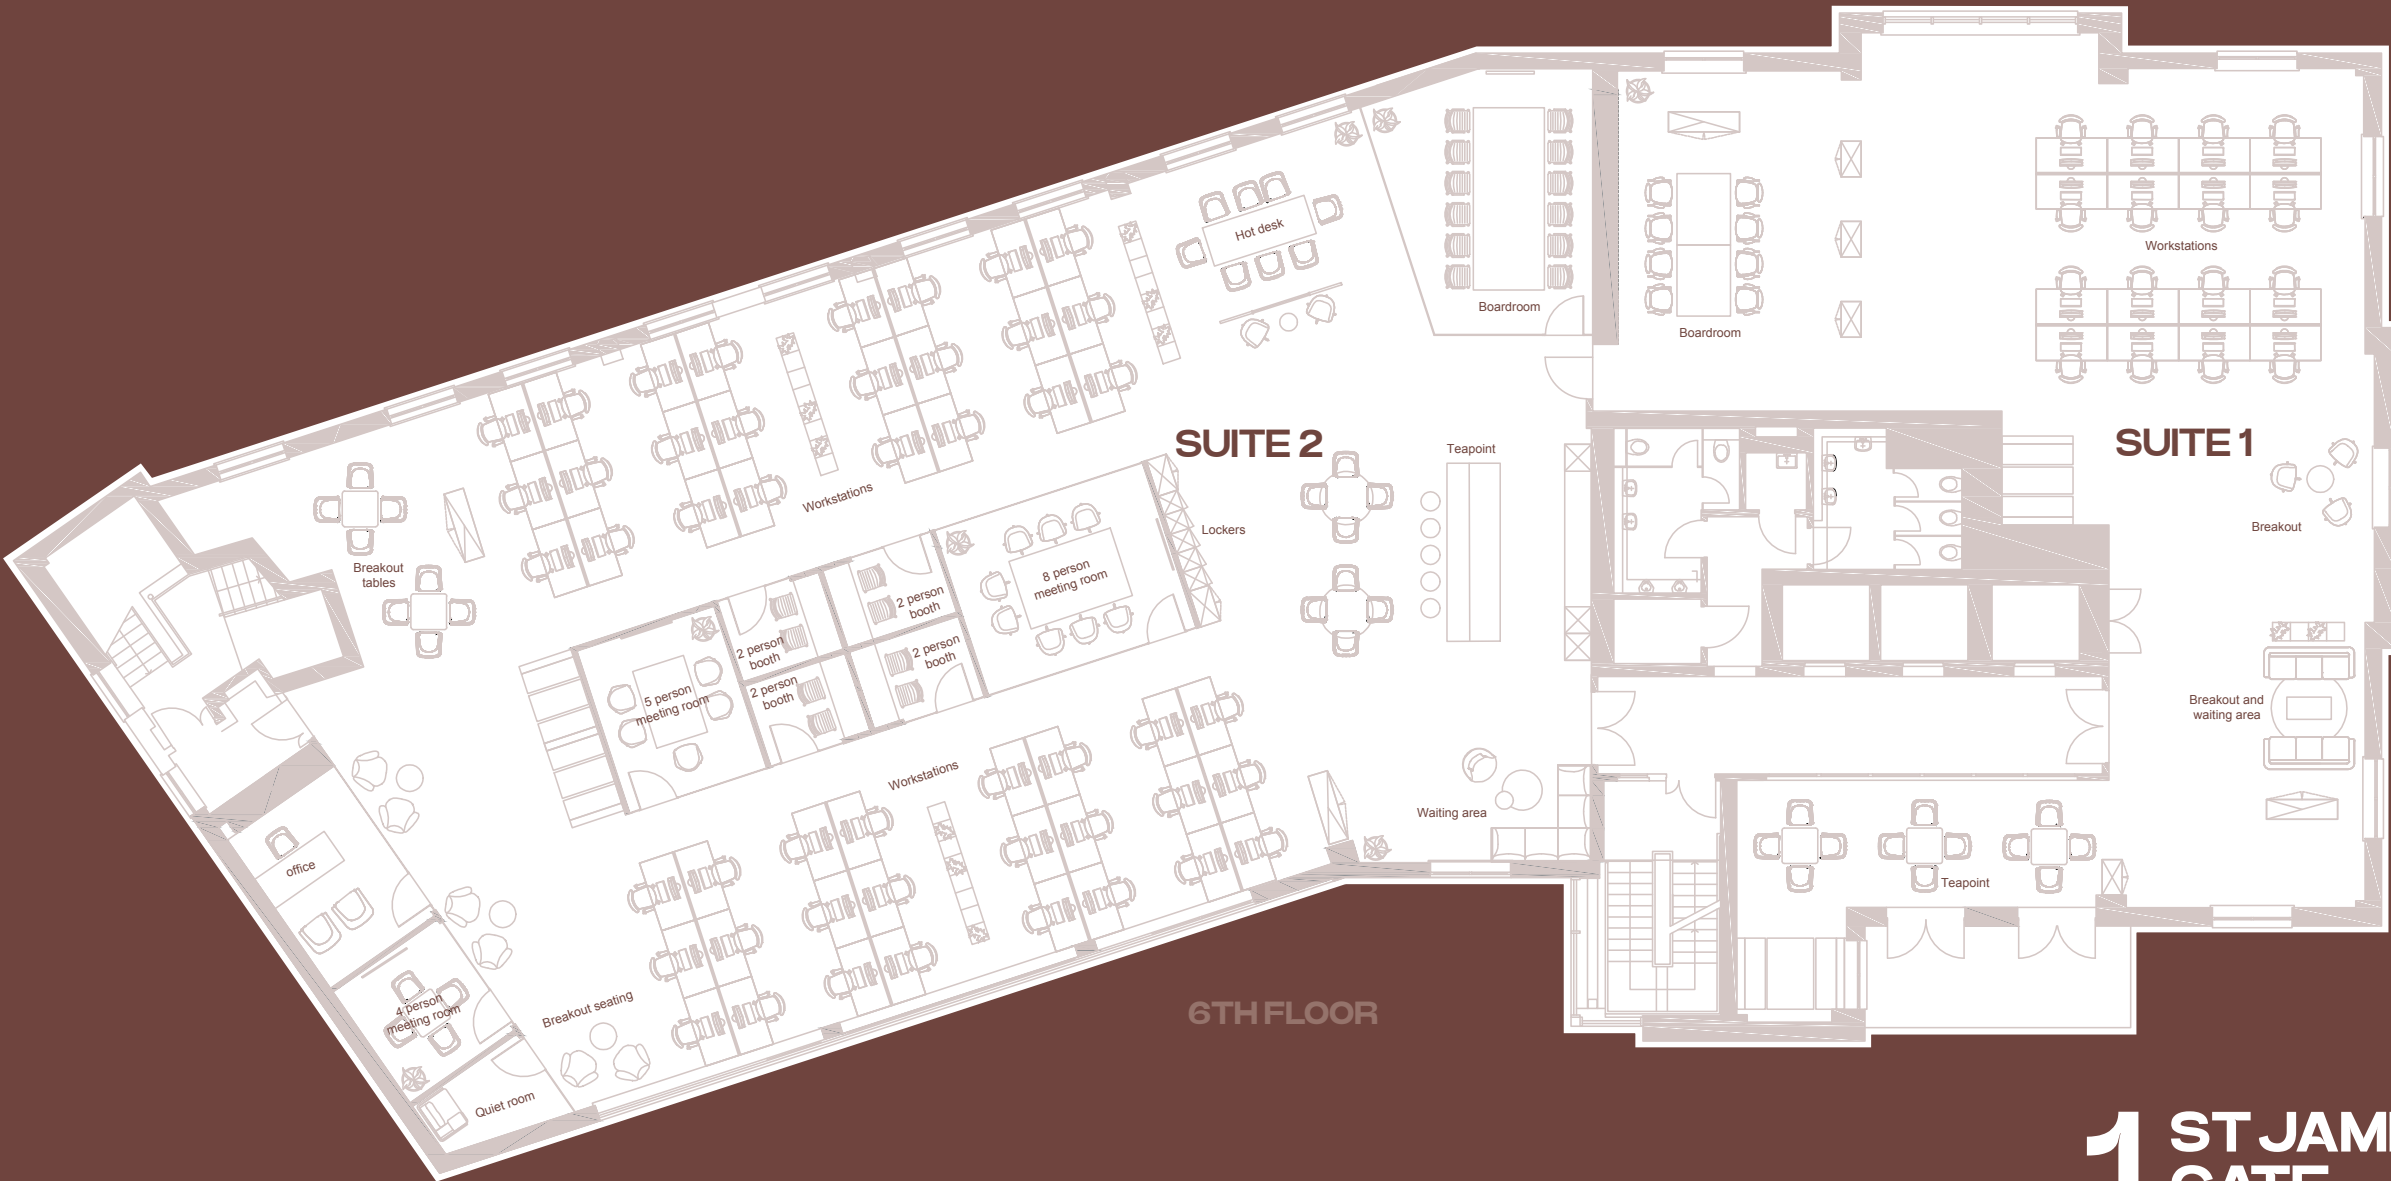 Hot desk
Boardroom
Boardroom
Workstations
SUITE 2
SUITE 1
Teapoint
Workstations
Lockers
Breakout
Breakout
tables
8 person
meeting room
2 person
booth
2 person
booth
2 person
booth
2 person
booth
5 person
meeting room
Breakout and
waiting area
Workstations
Waiting area
office
Teapoint
4 person
meeting room
Breakout seating
6TH FLOOR
Quiet room
1 ST JAM
GATE